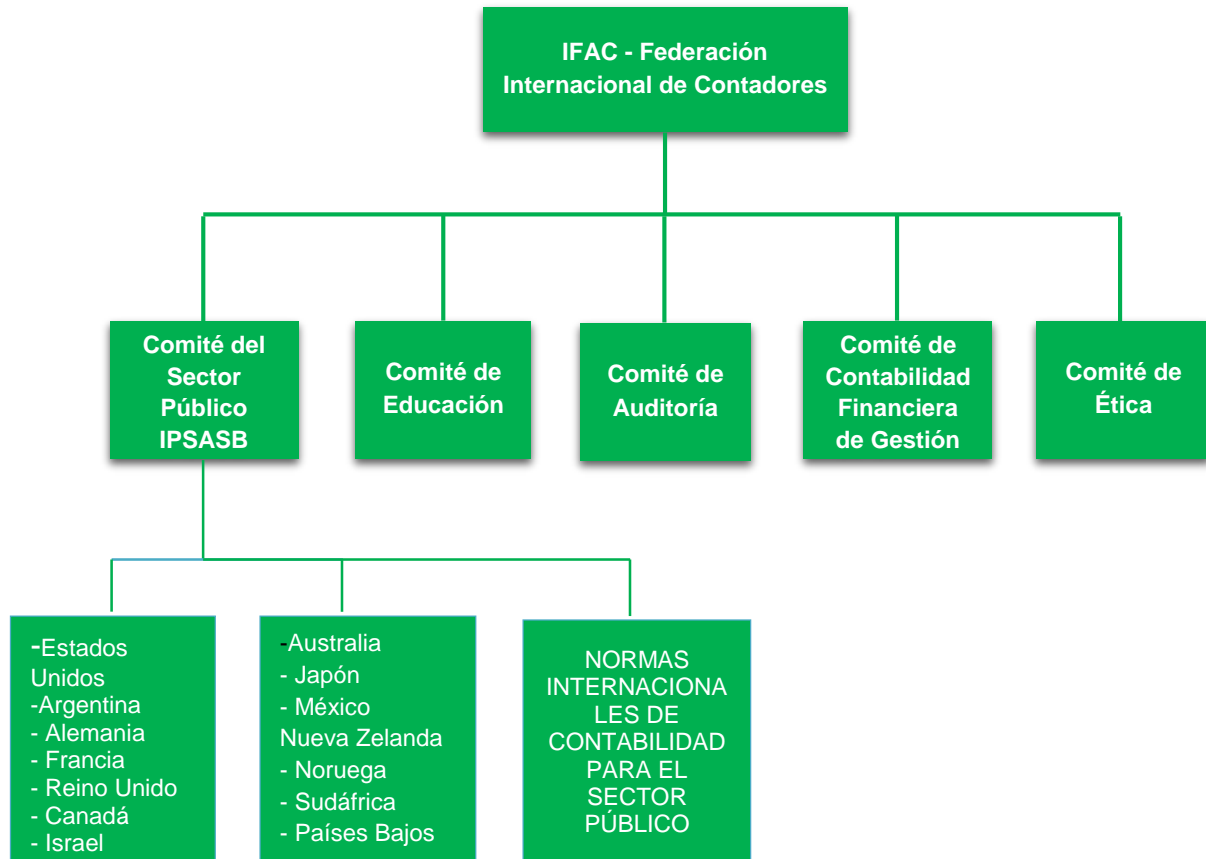 IFAC - Federación
Internacional de Contadores
Comité del
Sector
Público
IPSASB
Comité de
Educación
Comité de
Auditoría
Comité de
Contabilidad
Financiera
de Gestión
Comité de
Ética
-Estados
Unidos
-Argentina
- Alemania
- Francia
- Reino Unido
- Canadá
- Israel
-Australia
- Japón
- México
Nueva Zelanda
- Noruega
- Sudáfrica
- Países Bajos
NORMAS
INTERNACIONA
LES DE
CONTABILIDAD
PARA EL
SECTOR
PÚBLICO